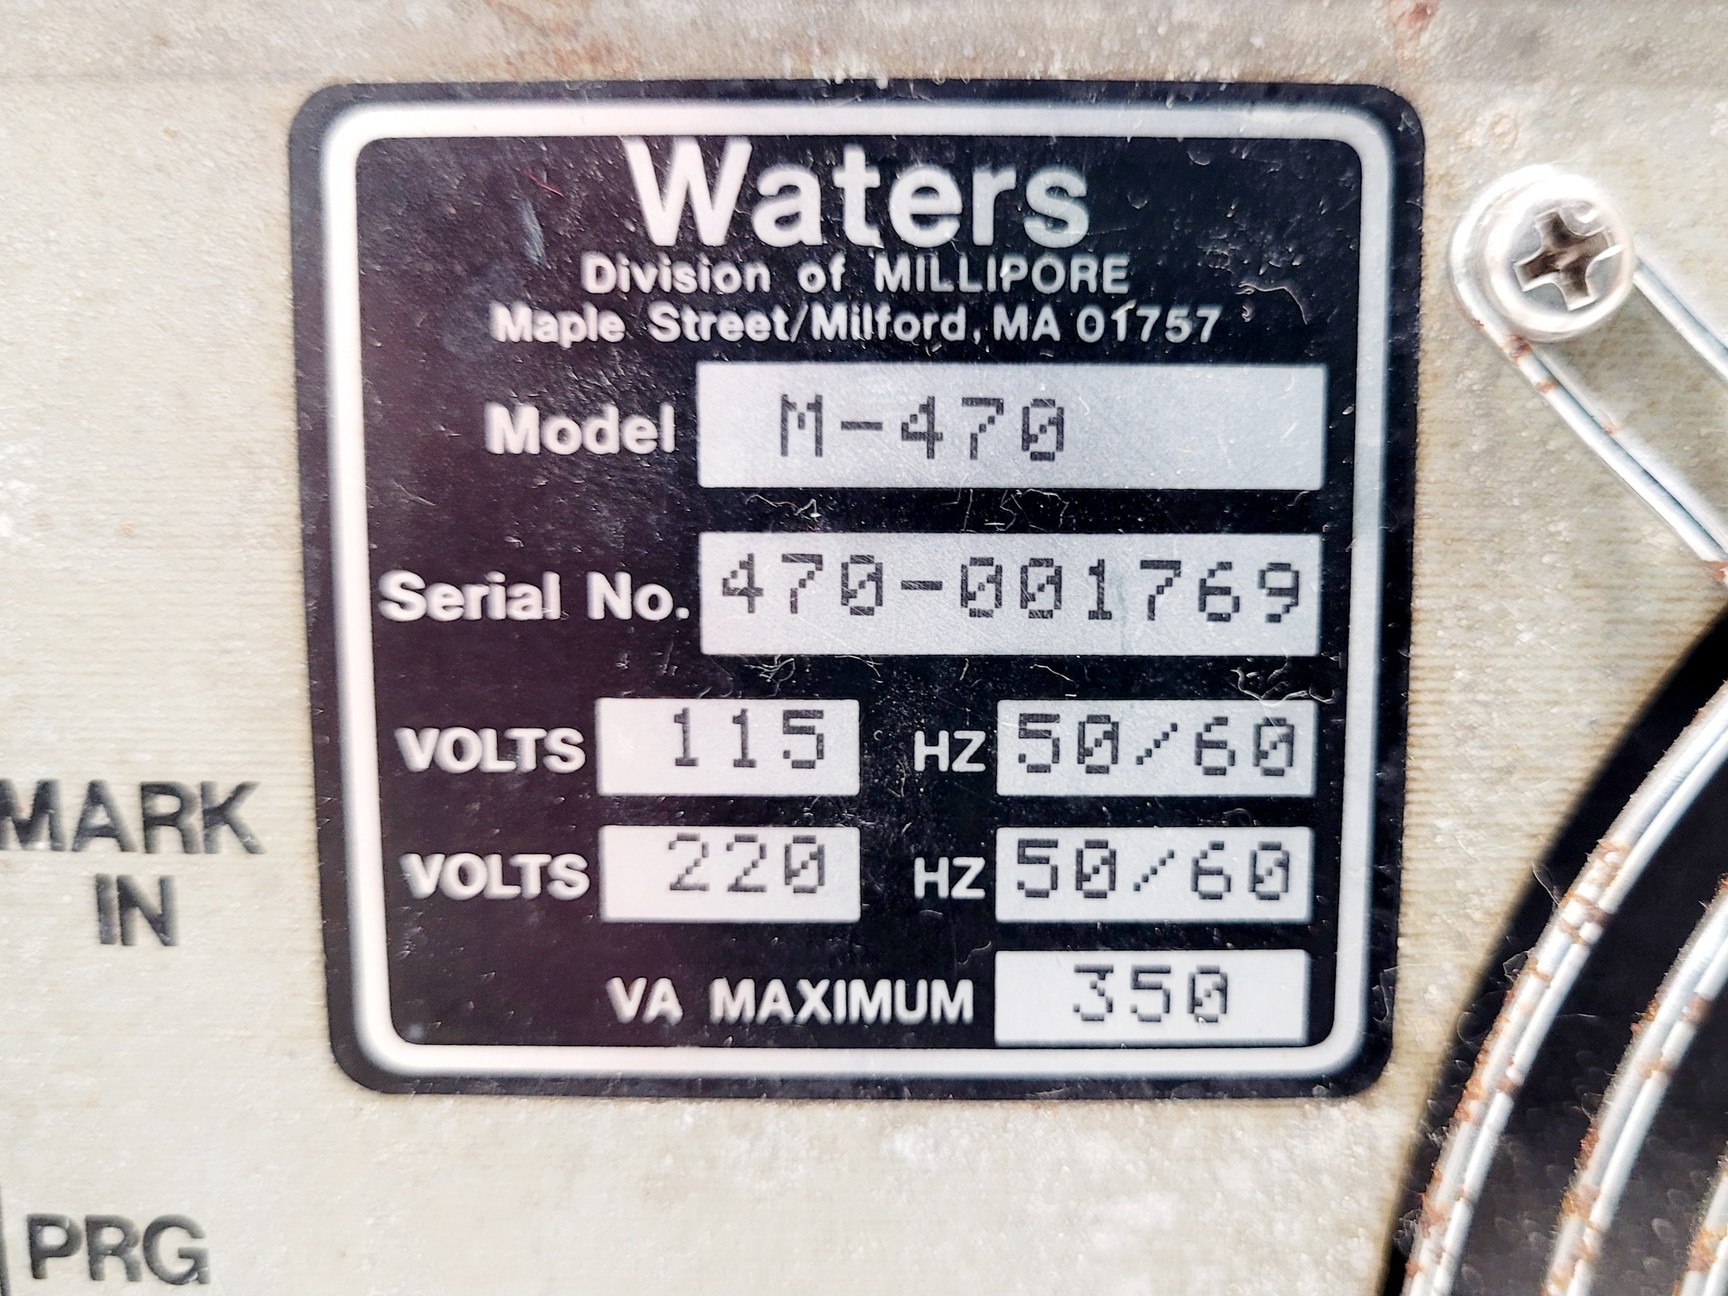 Waters
Division of MILLIPORE
Maple Street/Milford, MA 01757
Model M-470
Serial No. 470-001769
VOLTS 115 HZ 50/60
VOLTS 220 HZ 50/60
VA MAXIMUM 350
MARK
IN
PRG